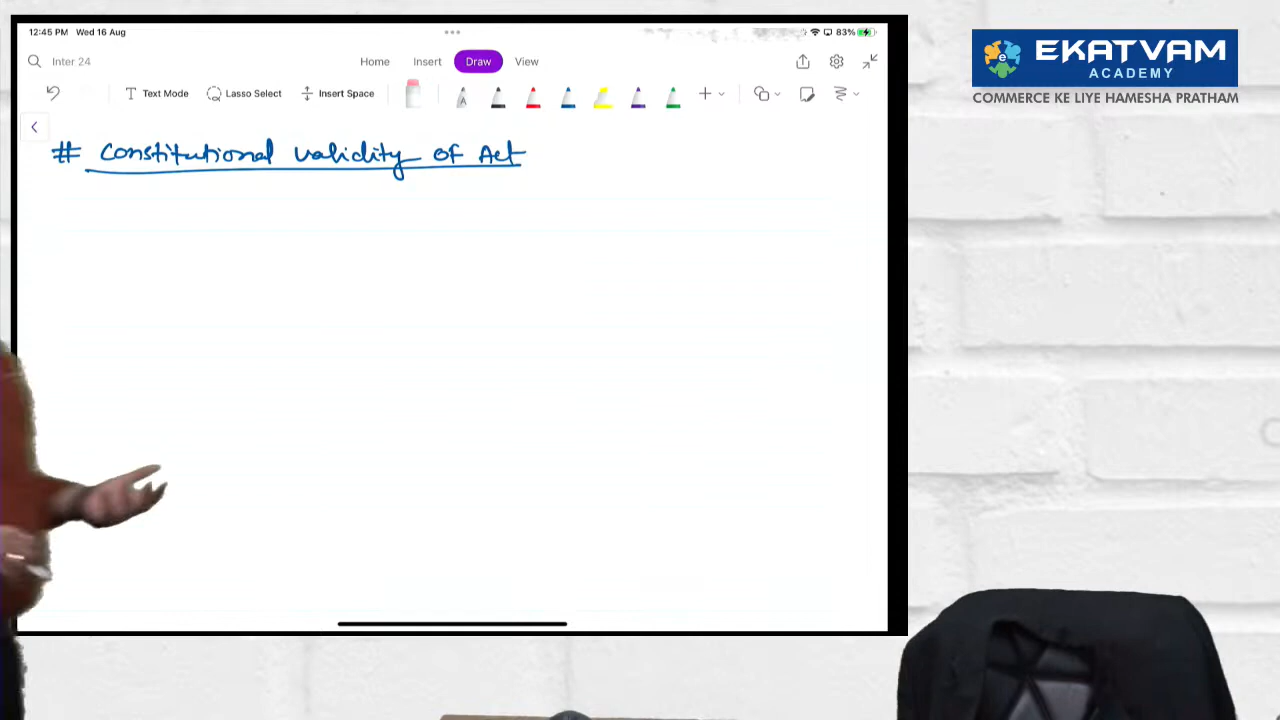 12:45 PM Wed 16 Aug
83%
Inter 24
Home Insert Draw View
Text Mode Lasso Select Insert Space
# Constitutional validity of Act
EKATVAM
ACADEMY
COMMERCE KE LIYE HAMESHA PRATHAM